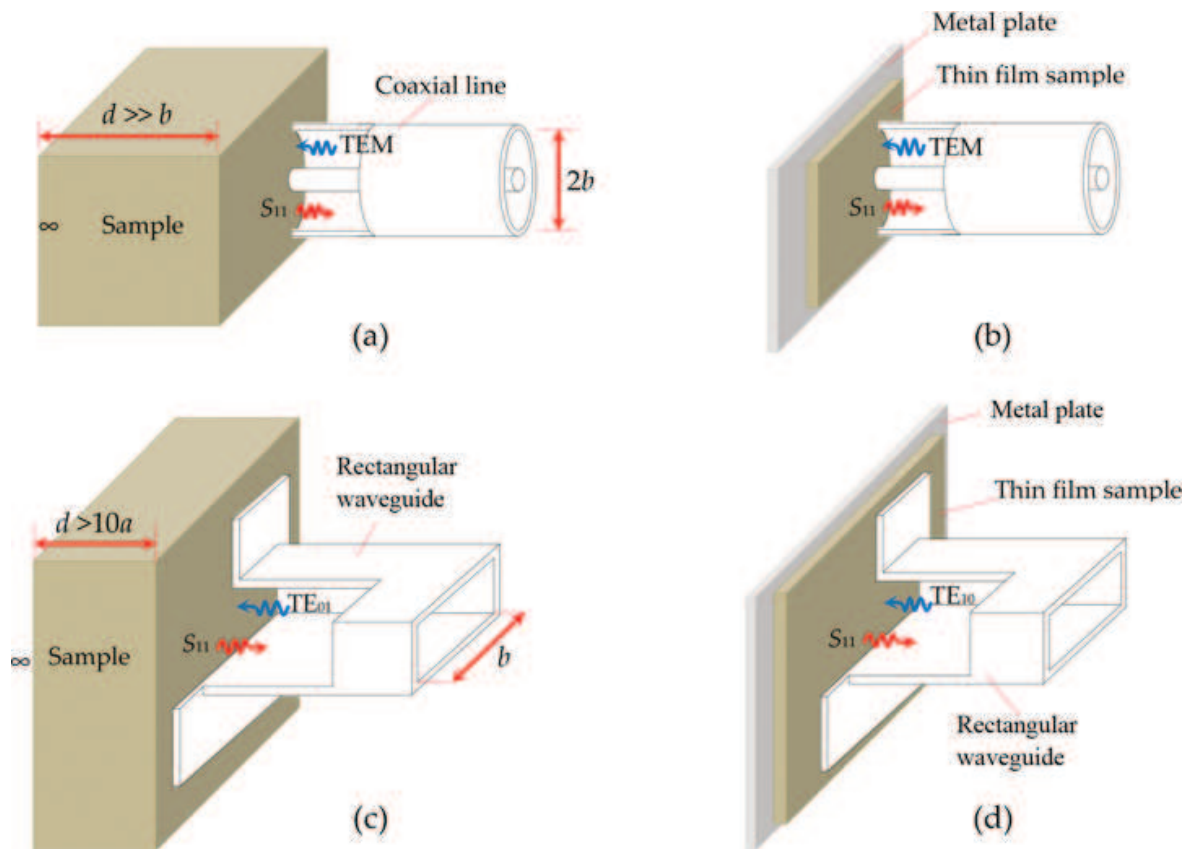 d >> b
Coaxial line
TEM
2b
S11
∞
Sample
(a)
Metal plate
Thin film sample
TEM
S11
(b)
Rectangular
waveguide
d >10a
TE01
S11
∞
Sample
b
(c)
Metal plate
Thin film sample
TE10
S11
Rectangular
waveguide
(d)